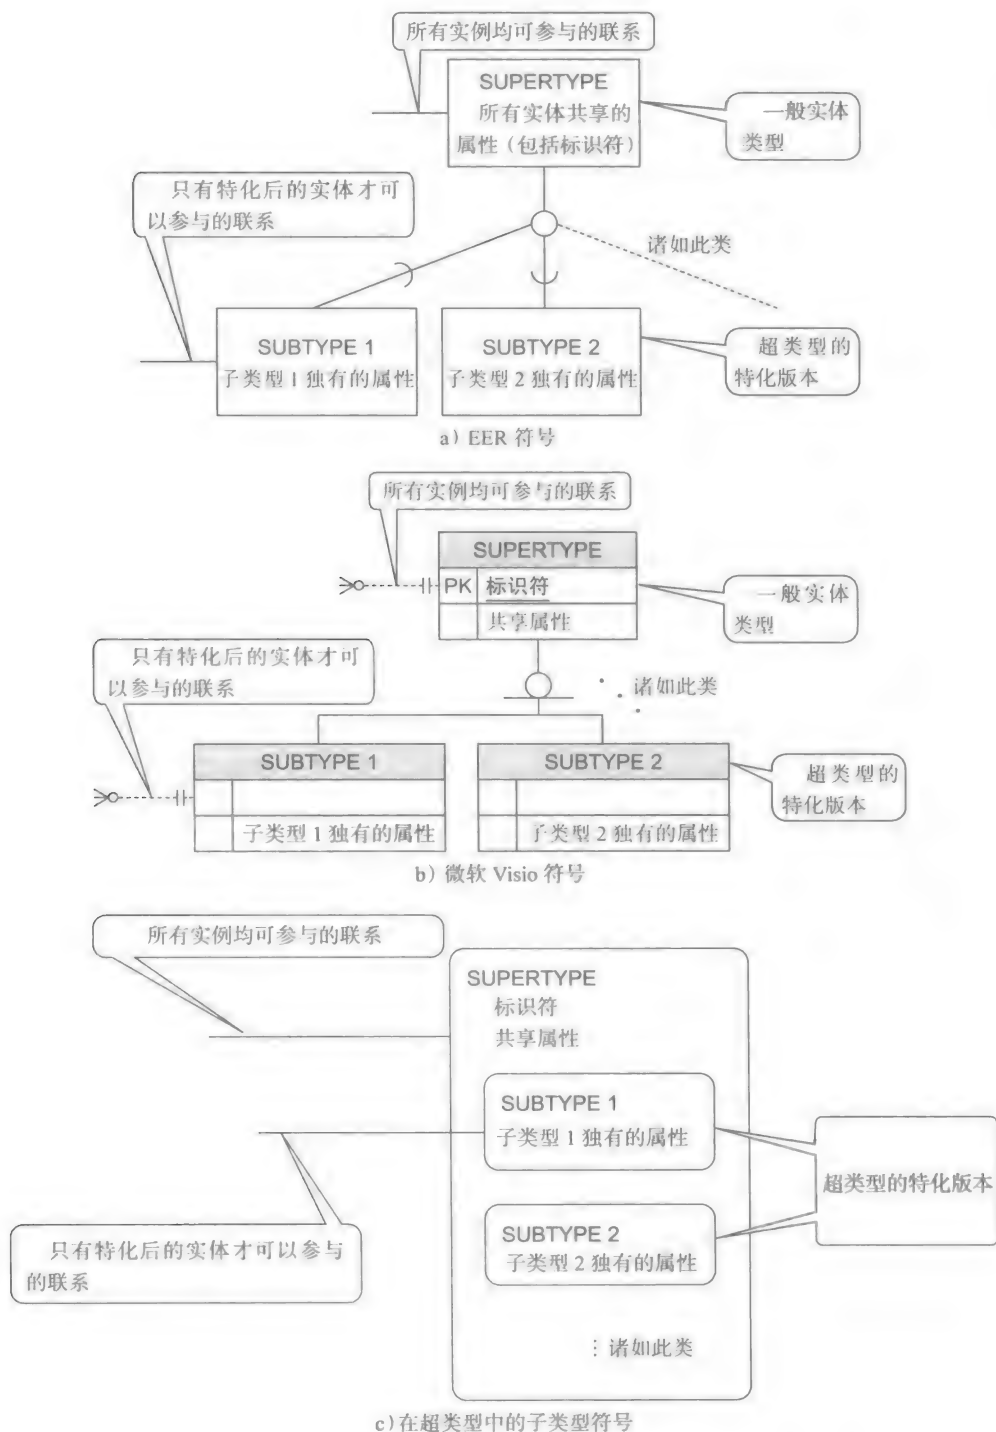 所有实例均可参与的联系
SUPERTYPE
所有实体共享的
属性（包括标识符）
一般实体
类型
只有特化后的实体才可
以参与的联系
诸如此类
SUBTYPE 1
子类型 1 独有的属性
SUBTYPE 2
子类型 2 独有的属性
超类型的
特化版本
a）EER 符号
所有实例均可参与的联系
SUPERTYPE
PK 标识符
共享属性
一般实体
类型
只有特化后的实体才可
以参与的联系
诸如此类
SUBTYPE 1
子类型 1 独有的属性
SUBTYPE 2
子类型 2 独有的属性
超类型的
特化版本
b）微软 Visio 符号
所有实例均可参与的联系
SUPERTYPE
标识符
共享属性
SUBTYPE 1
子类型 1 独有的属性
超类型的特化版本
SUBTYPE 2
子类型 2 独有的属性
只有特化后的实体才可以参与
的联系
⋮诸如此类
c）在超类型中的子类型符号